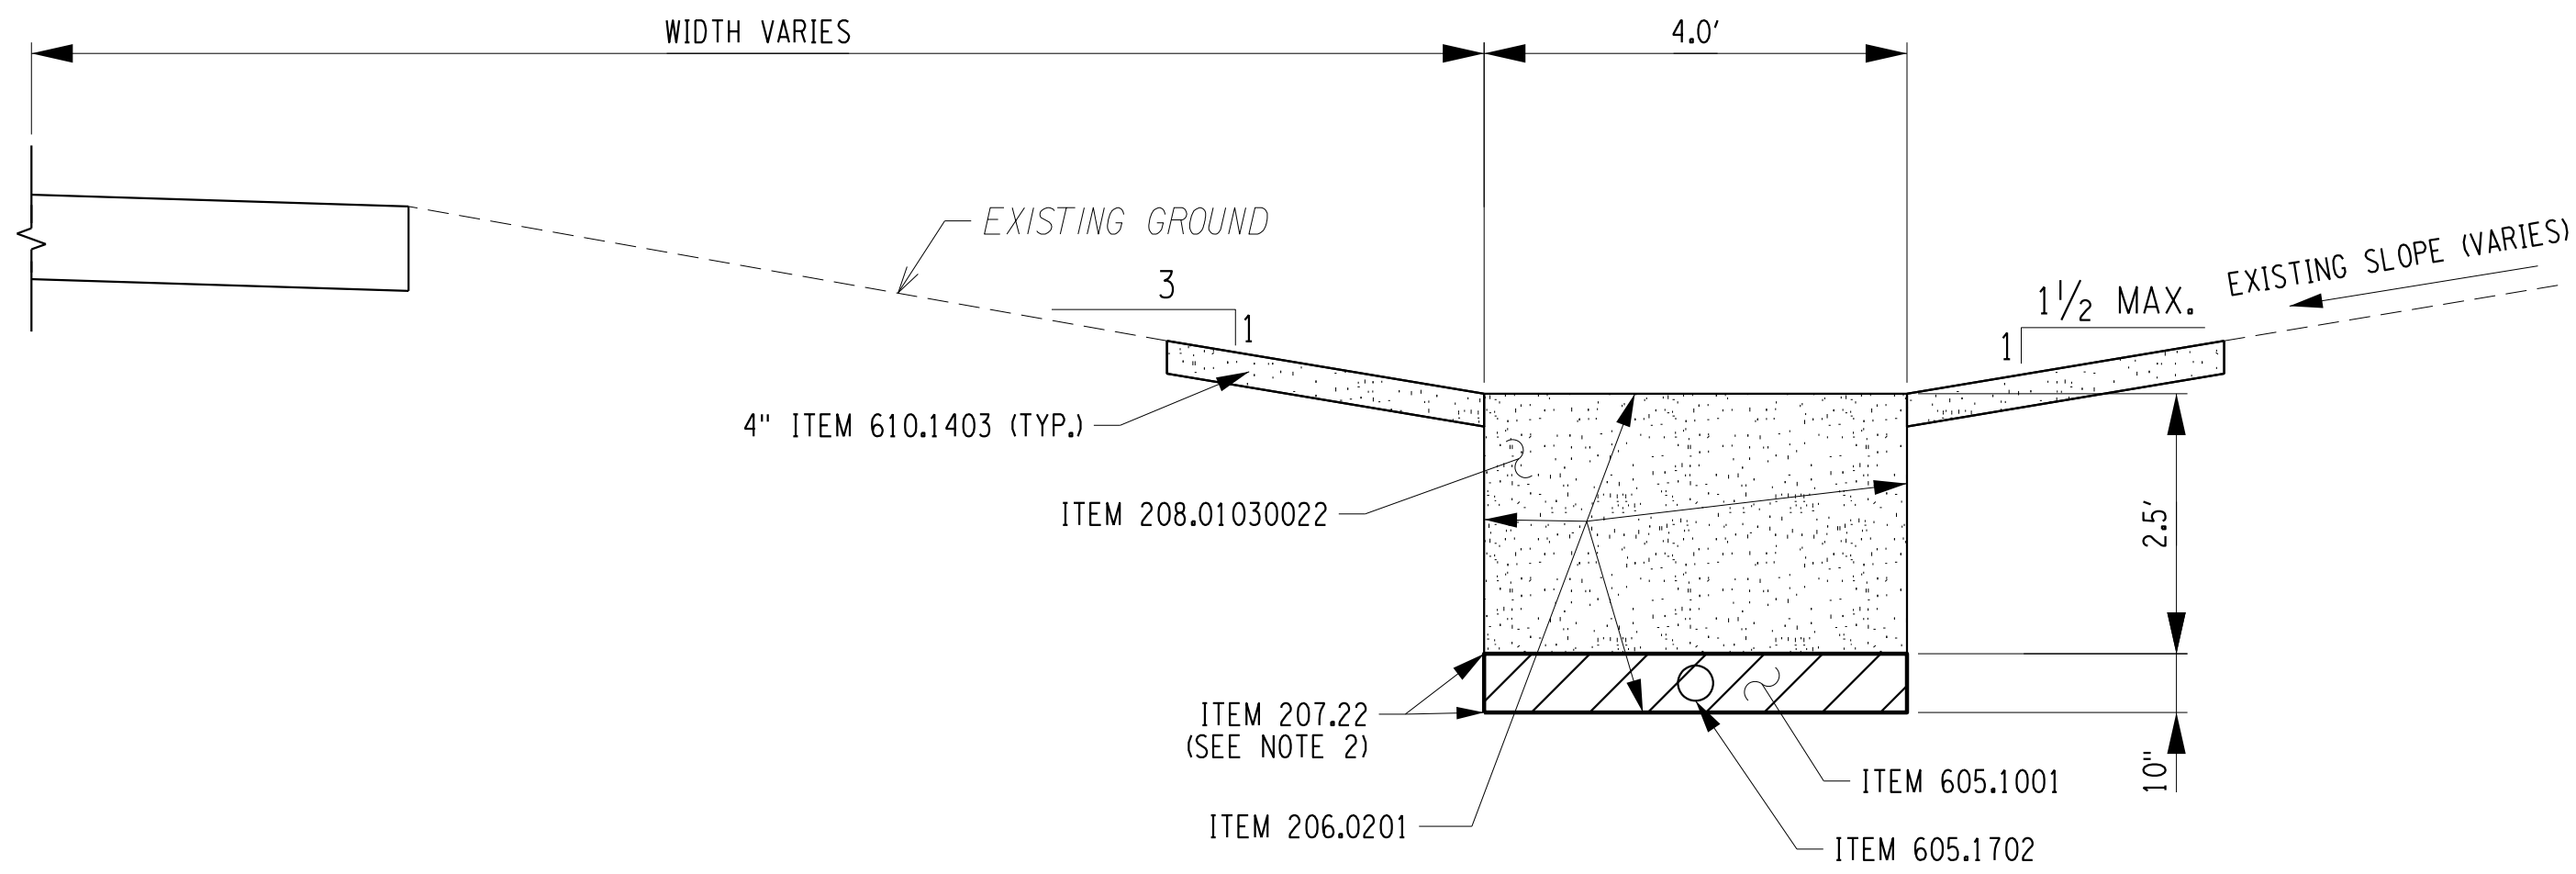 WIDTH VARIES
4.0'
EXISTING GROUND
3
1
1 1/2 MAX.
1
EXISTING SLOPE (VARIES)
4" ITEM 610.1403 (TYP.)
ITEM 208.01030022
2.5'
ITEM 207.22
(SEE NOTE 2)
10"
ITEM 605.1001
ITEM 206.0201
ITEM 605.1702